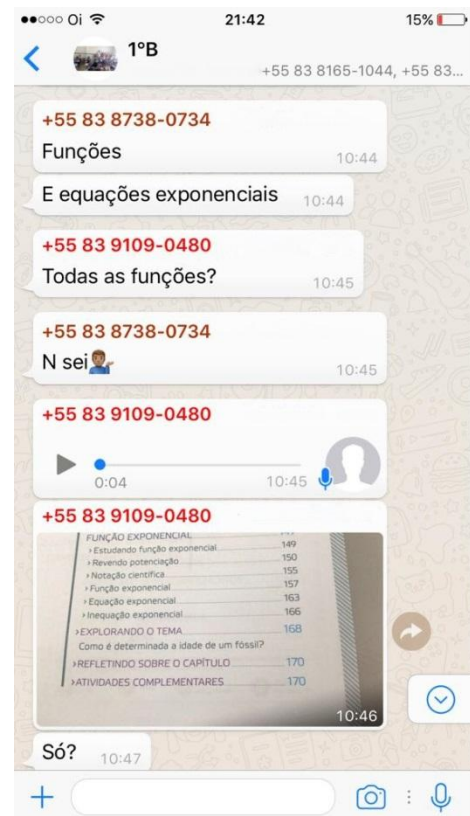 Oi 21:42 15%
1ºB
+55 83 8165-1044, +55 83...
+55 83 8738-0734
Funções 10:44
E equações exponenciais 10:44
+55 83 9109-0480
Todas as funções? 10:45
+55 83 8738-0734
N sei 10:45
+55 83 9109-0480
0:04 10:45
+55 83 9109-0480
FUNÇÃO EXPONENCIAL
› Estudando função exponencial 149
› Revendo potenciação 150
› Notação científica 155
› Função exponencial 157
› Equação exponencial 163
› Inequação exponencial 166
›EXPLORANDO O TEMA 168
Como é determinada a idade de um fóssil?
›REFLETINDO SOBRE O CAPÍTULO 170
›ATIVIDADES COMPLEMENTARES 170
10:46
Só? 10:47